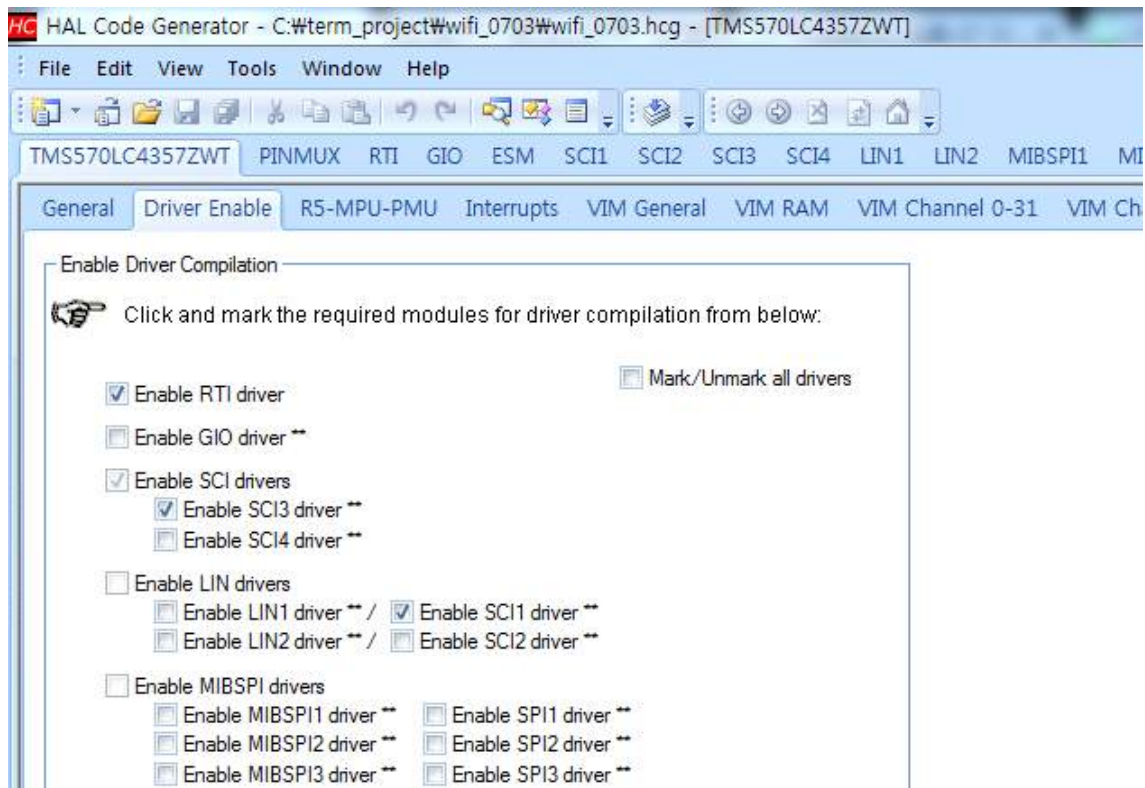 HC HAL Code Generator - C:₩term_project₩wifi_0703₩wifi_0703.hcg - [TMS570LC4357ZWT]
File Edit View Tools Window Help
TMS570LC4357ZWT PINMUX RTI GIO ESM SCI1 SCI2 SCI3 SCI4 LIN1 LIN2 MIBSPI1 MI
General Driver Enable R5-MPU-PMU Interrupts VIM General VIM RAM VIM Channel 0-31 VIM Ch
Enable Driver Compilation
Click and mark the required modules for driver compilation from below:
Mark/Unmark all drivers
Enable RTI driver
Enable GIO driver **
Enable SCI drivers
Enable SCI3 driver **
Enable SCI4 driver **
Enable LIN drivers
Enable LIN1 driver ** / Enable SCI1 driver **
Enable LIN2 driver ** / Enable SCI2 driver **
Enable MIBSPI drivers
Enable MIBSPI1 driver ** Enable SPI1 driver **
Enable MIBSPI2 driver ** Enable SPI2 driver **
Enable MIBSPI3 driver ** Enable SPI3 driver **